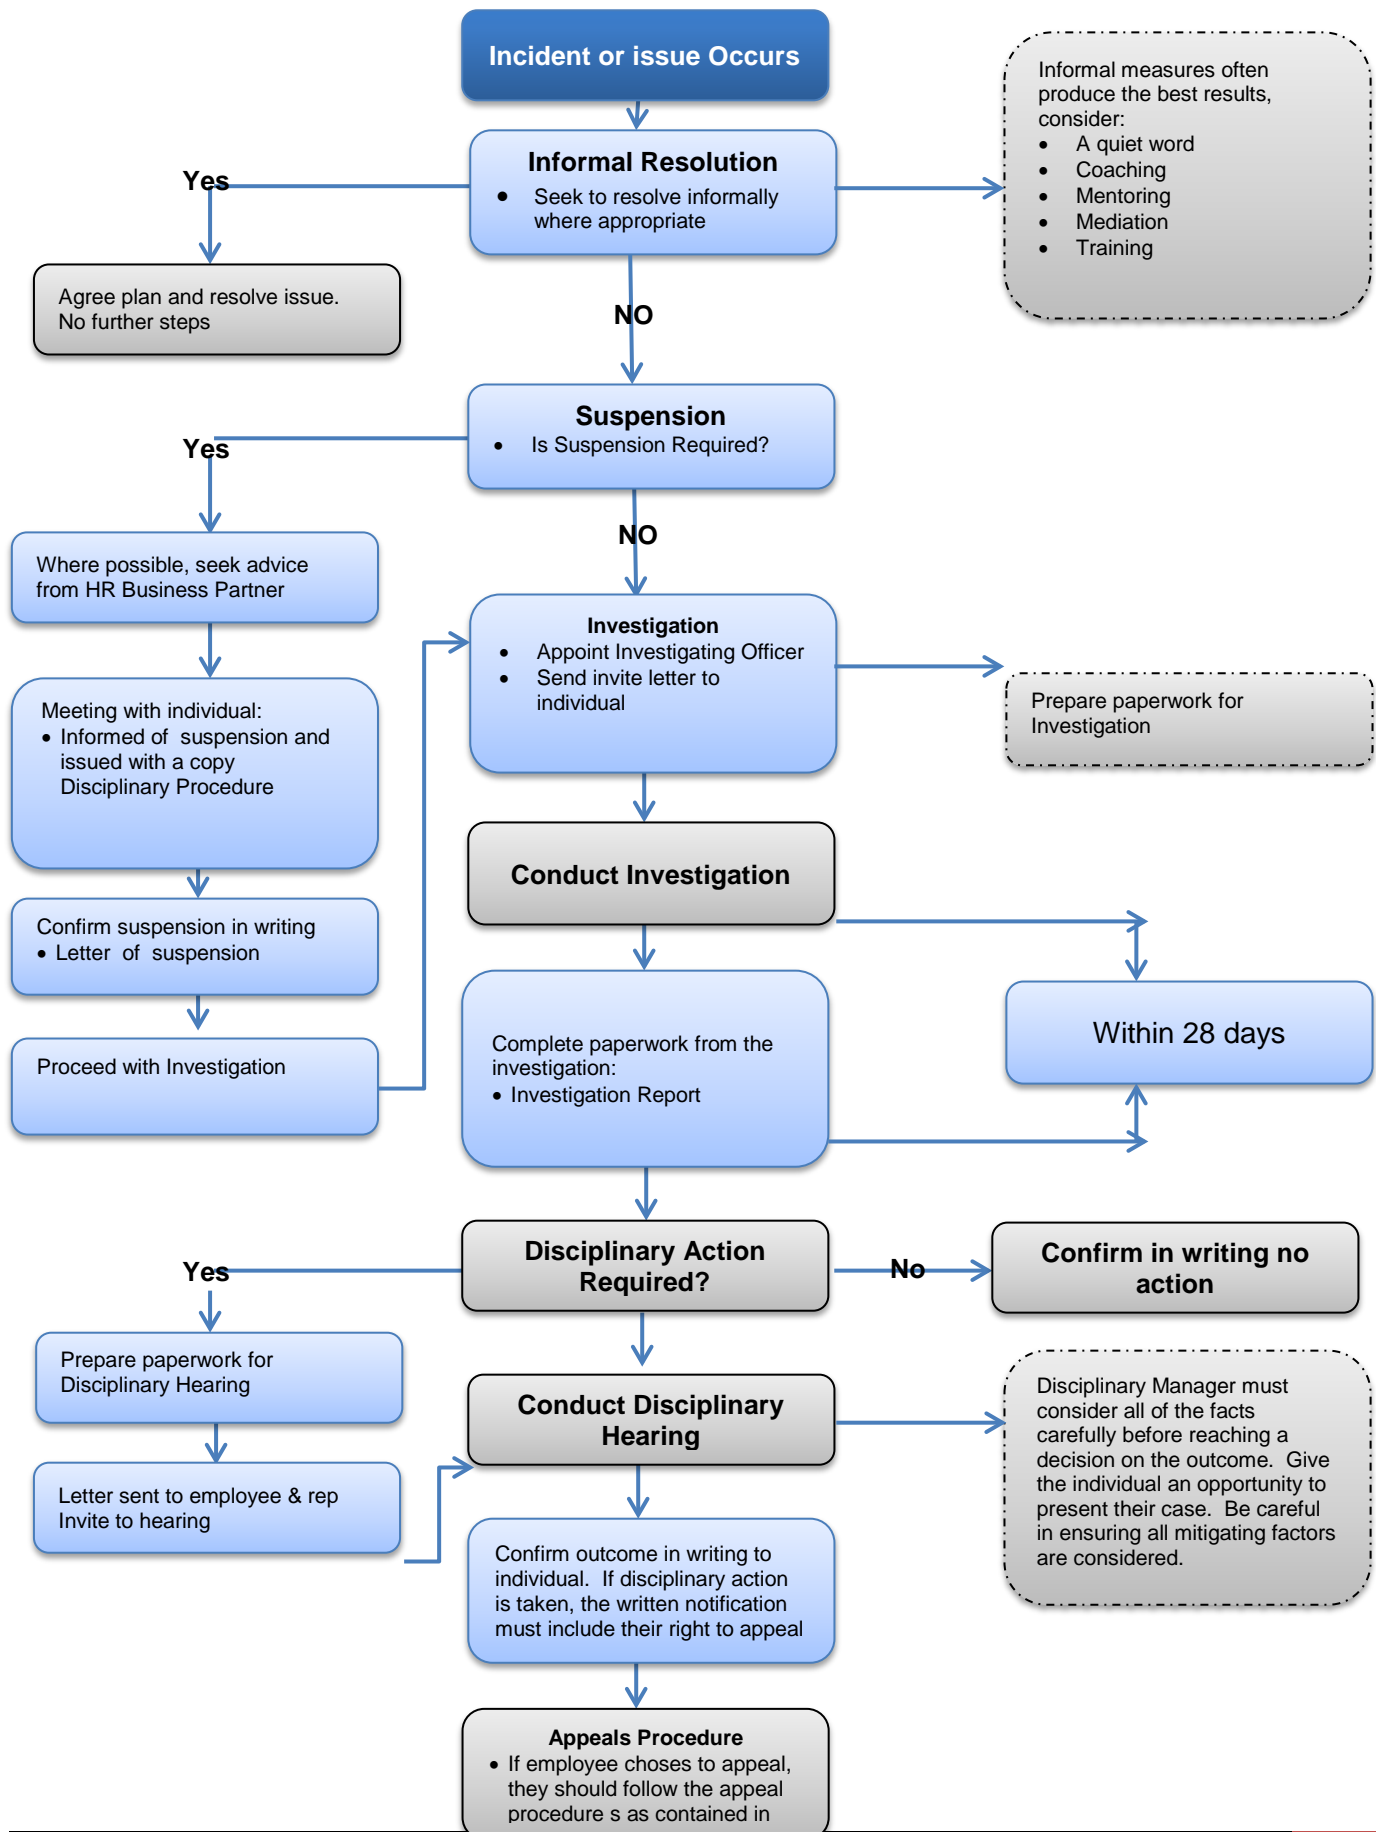 Incident or issue Occurs
Informal measures often
produce the best results,
consider:
• A quiet word
• Coaching
• Mentoring
• Mediation
• Training
Informal Resolution
• Seek to resolve informally
where appropriate
Yes
Agree plan and resolve issue.
No further steps
NO
Suspension
• Is Suspension Required?
Yes
NO
Where possible, seek advice
from HR Business Partner
Investigation
• Appoint Investigating Officer
• Send invite letter to
individual
Prepare paperwork for
Investigation
Meeting with individual:
• Informed of suspension and
issued with a copy
Disciplinary Procedure
Conduct Investigation
Confirm suspension in writing
• Letter of suspension
Within 28 days
Proceed with Investigation
Complete paperwork from the
investigation:
• Investigation Report
Disciplinary Action
Required?
Yes
No
Confirm in writing no
action
Prepare paperwork for
Disciplinary Hearing
Conduct Disciplinary
Hearing
Disciplinary Manager must
consider all of the facts
carefully before reaching a
decision on the outcome. Give
the individual an opportunity to
present their case. Be careful
in ensuring all mitigating factors
are considered.
Letter sent to employee & rep
Invite to hearing
Confirm outcome in writing to
individual. If disciplinary action
is taken, the written notification
must include their right to appeal
Appeals Procedure
• If employee choses to appeal,
they should follow the appeal
procedure s as contained in